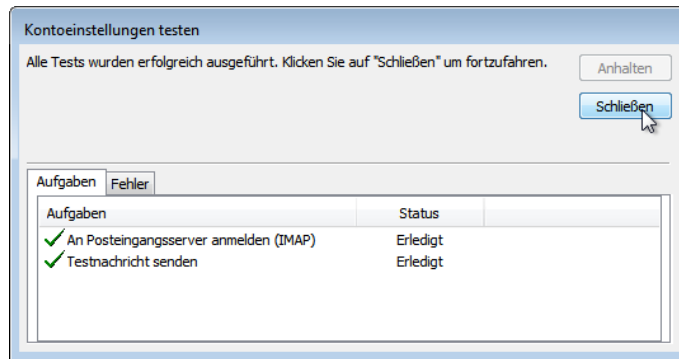 Kontoeinstellungen testen
Alle Tests wurden erfolgreich ausgeführt. Klicken Sie auf "Schließen" um fortzufahren.
Anhalten
Schließen
Aufgaben Fehler
Aufgaben Status
An Posteingangsserver anmelden (IMAP) Erledigt
Testnachricht senden Erledigt